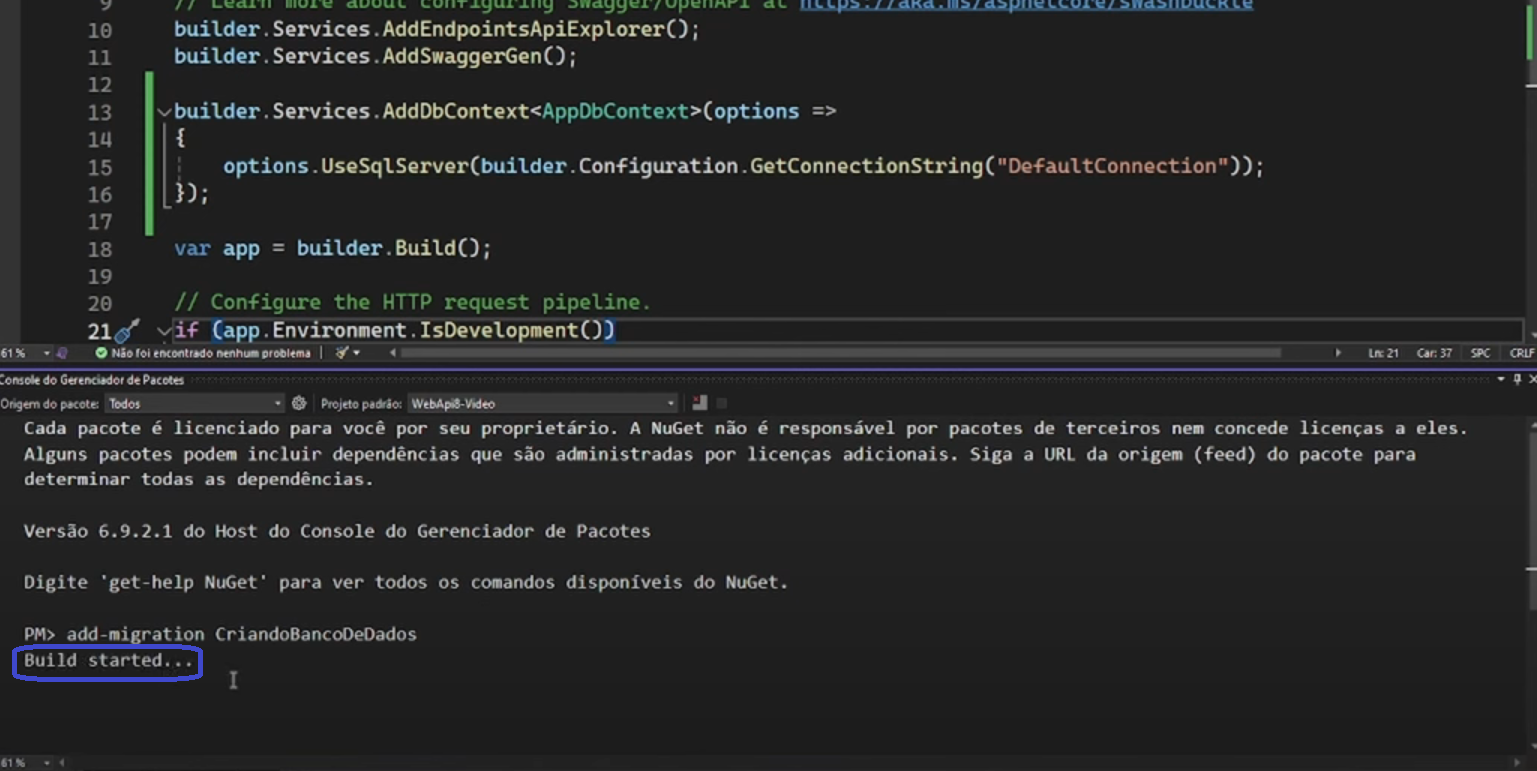 9 // Learn more about configuring Swagger/OpenAPI at https://aka.ms/aspnetcore/swashbuckle
10 builder.Services.AddEndpointsApiExplorer();
11 builder.Services.AddSwaggerGen();
12
13 builder.Services.AddDbContext<AppDbContext>(options =>
14 {
15 options.UseSqlServer(builder.Configuration.GetConnectionString("DefaultConnection"));
16 });
17
18 var app = builder.Build();
19
20 // Configure the HTTP request pipeline.
21 if (app.Environment.IsDevelopment())
61 % Não foi encontrado nenhum problema Ln: 21 Car: 37 SPC CRLF
Console do Gerenciador de Pacotes
Origem do pacote: Todos Projeto padrão: WebApi8-Video
Cada pacote é licenciado para você por seu proprietário. A NuGet não é responsável por pacotes de terceiros nem concede licenças a eles.
Alguns pacotes podem incluir dependências que são administradas por licenças adicionais. Siga a URL da origem (feed) do pacote para
determinar todas as dependências.
Versão 6.9.2.1 do Host do Console do Gerenciador de Pacotes
Digite 'get-help NuGet' para ver todos os comandos disponíveis do NuGet.
PM> add-migration CriandoBancoDeDados
Build started...
61 %